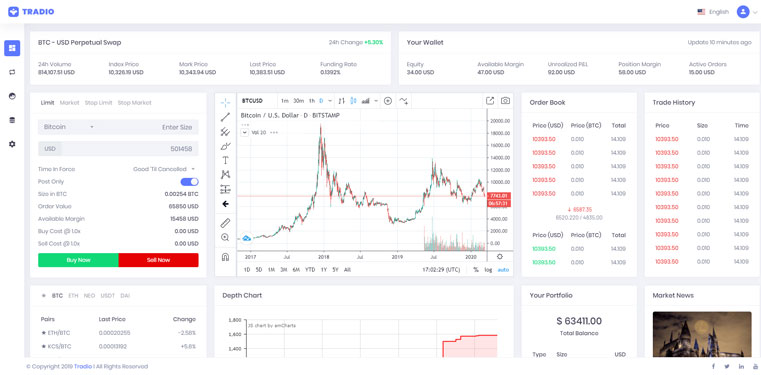 TRADIO
English
BTC - USD Perpetual Swap
24h Change +5.30%
24h Volume Index Price Mark Price Last Price Funding Rate
814,107.51 USD 10,326.19 USD 10,343.94 USD 10,383.51 USD 0.1392%
Your Wallet
Update 10 minutes ago
Equity Available Margin Unrealized P/LL Position Margin Active Orders
34.00 USD 47.00 USD 92.00 USD 58.00 USD 15.00 USD
Limit Market Stop Limit Stop Market
Bitcoin Enter Size
USD 501458
Time In Force Good Till Cancelled
Post Only
Size in BTC 0.00254 BTC
Order Value 65850 USD
Available Margin 15458 USD
Buy Cost @ 1.0x 0.00 USD
Sell Cost @ 1.0x 0.00 USD
Buy Now Sell Now
BTCUSD 1m 30m 1h D
Bitcoin / U.S. Dollar D BITSTAMP
Vol 20
20000.00
18000.00
16000.00
14000.00
12000.00
10000.00
7741.01
06:57:31
4000.00
2000.00
0.00
2017 Jul 2018 Jul 2019 Jul 2020
1D 5D 1M 3M 6M YTD 1Y 5Y All 17:02:29 (UTC) % log auto
Order Book
Price (USD) Price (BTC) Total
10393.50 0.010 14.109
10393.50 0.010 14.109
10393.50 0.010 14.109
10393.50 0.010 14.109
10393.50 0.010 14.109
↓ 6587.35
6520.220 / 4835.00
Price (USD) Price (BTC) Total
10393.50 0.010 14.109
10393.50 0.010 14.109
Trade History
Price Size Time
10393.50 0.010 14.109
10393.50 0.010 14.109
10393.50 0.010 14.109
10393.50 0.010 14.109
10393.50 0.010 14.109
10393.50 0.010 14.109
10393.50 0.010 14.109
10393.50 0.010 14.109
10393.50 0.010 14.109
10393.50 0.010 14.109
★ BTC ETH NEO USDT DAI
Pairs Last Price Change
★ ETH/BTC 0.00020255 -2.58%
★ KCS/BTC 0.00013192 +5.6%
Depth Chart
JS chart by amCharts
1,800
1,600
1,400
Your Portfolio
$ 63411.00
Total Balance
Type Size USD
Market News
© Copyright 2019 Tradio I All Rights Reserved